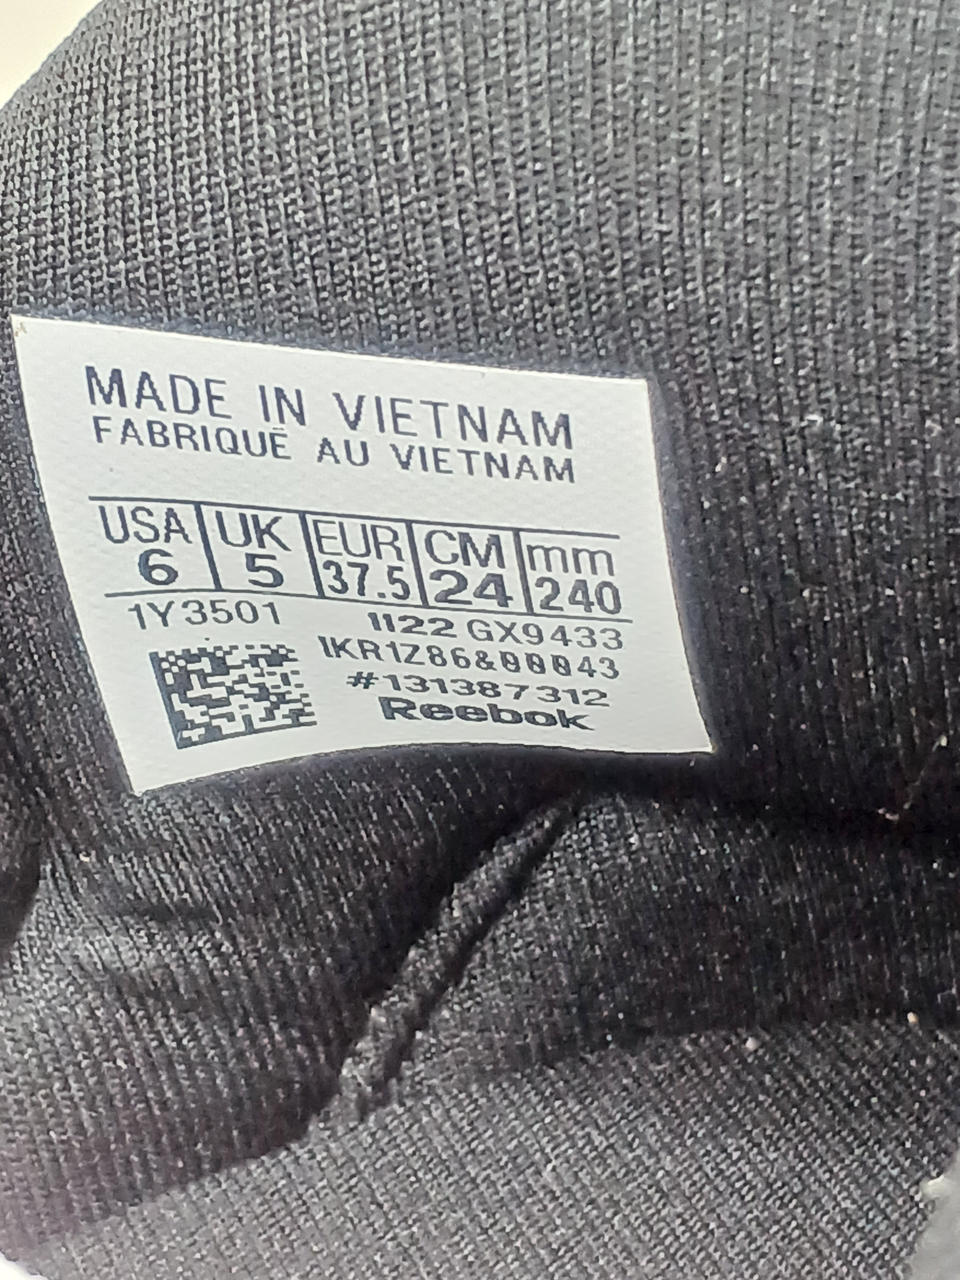 MADE IN VIETNAM
FABRIQUÉ AU VIETNAM
USA UK EUR CM mm
6 5 37.5 24 240
1Y3501 1122 GX9433
IKR1Z86&00043
#131387312
Reebok